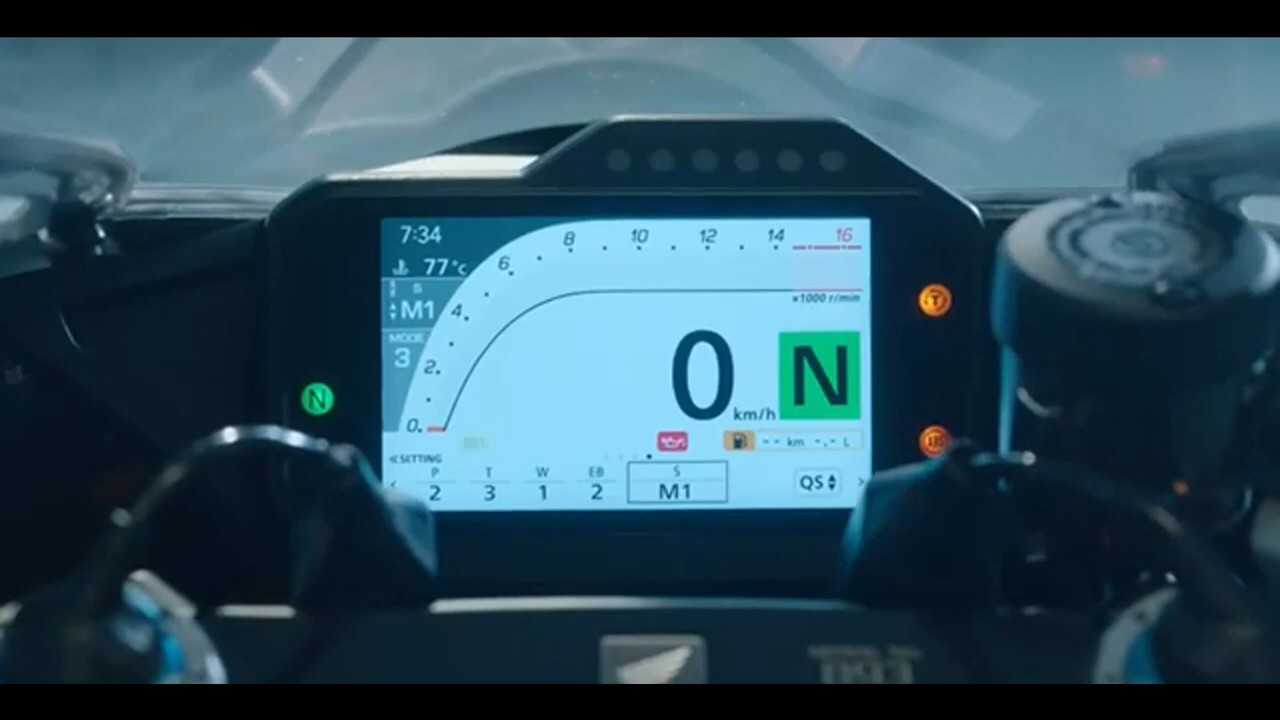 7:34
77°c
S
M1
MODE
3
0.
2.
4.
6.
8
10
12
14
16
x1000 r/min
0
km/h
N
N
T
-- km -.- L
≪SETTING
P T W EB S
2 3 1 2 M1
QS
093